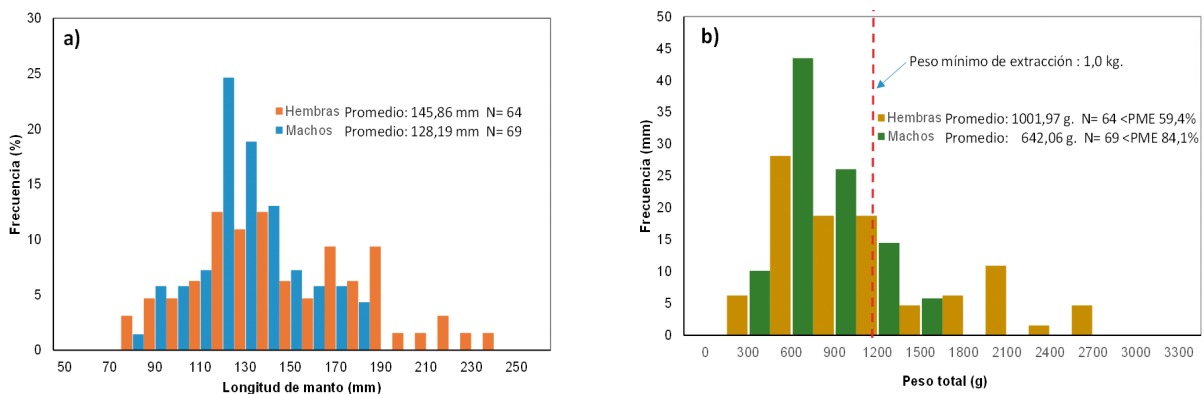 a)
30
25
20
15
10
5
0
Frecuencia (%)
Hembras Promedio: 145,86 mm N= 64
Machos Promedio: 128,19 mm N= 69
50 70 90 110 130 150 170 190 210 230 250
Longitud de manto (mm)
b)
50
45
40
35
30
25
20
15
10
5
0
Frecuencia (mm)
Peso mínimo de extracción : 1,0 kg.
Hembras Promedio: 1001,97 g. N= 64 <PME 59,4%
Machos Promedio: 642,06 g. N= 69 <PME 84,1%
0 300 600 900 1200 1500 1800 2100 2400 2700 3000 3300
Peso total (g)